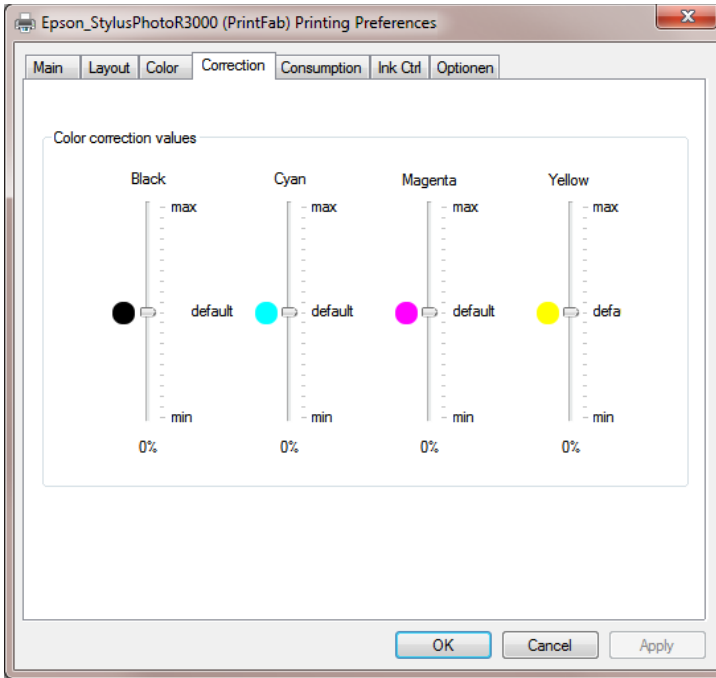 Epson_StylusPhotoR3000 (PrintFab) Printing Preferences
Main Layout Color Correction Consumption Ink Ctrl Optionen
Color correction values
Black Cyan Magenta Yellow
max max max max
default default default defa
min min min min
0% 0% 0% 0%
OK Cancel Apply